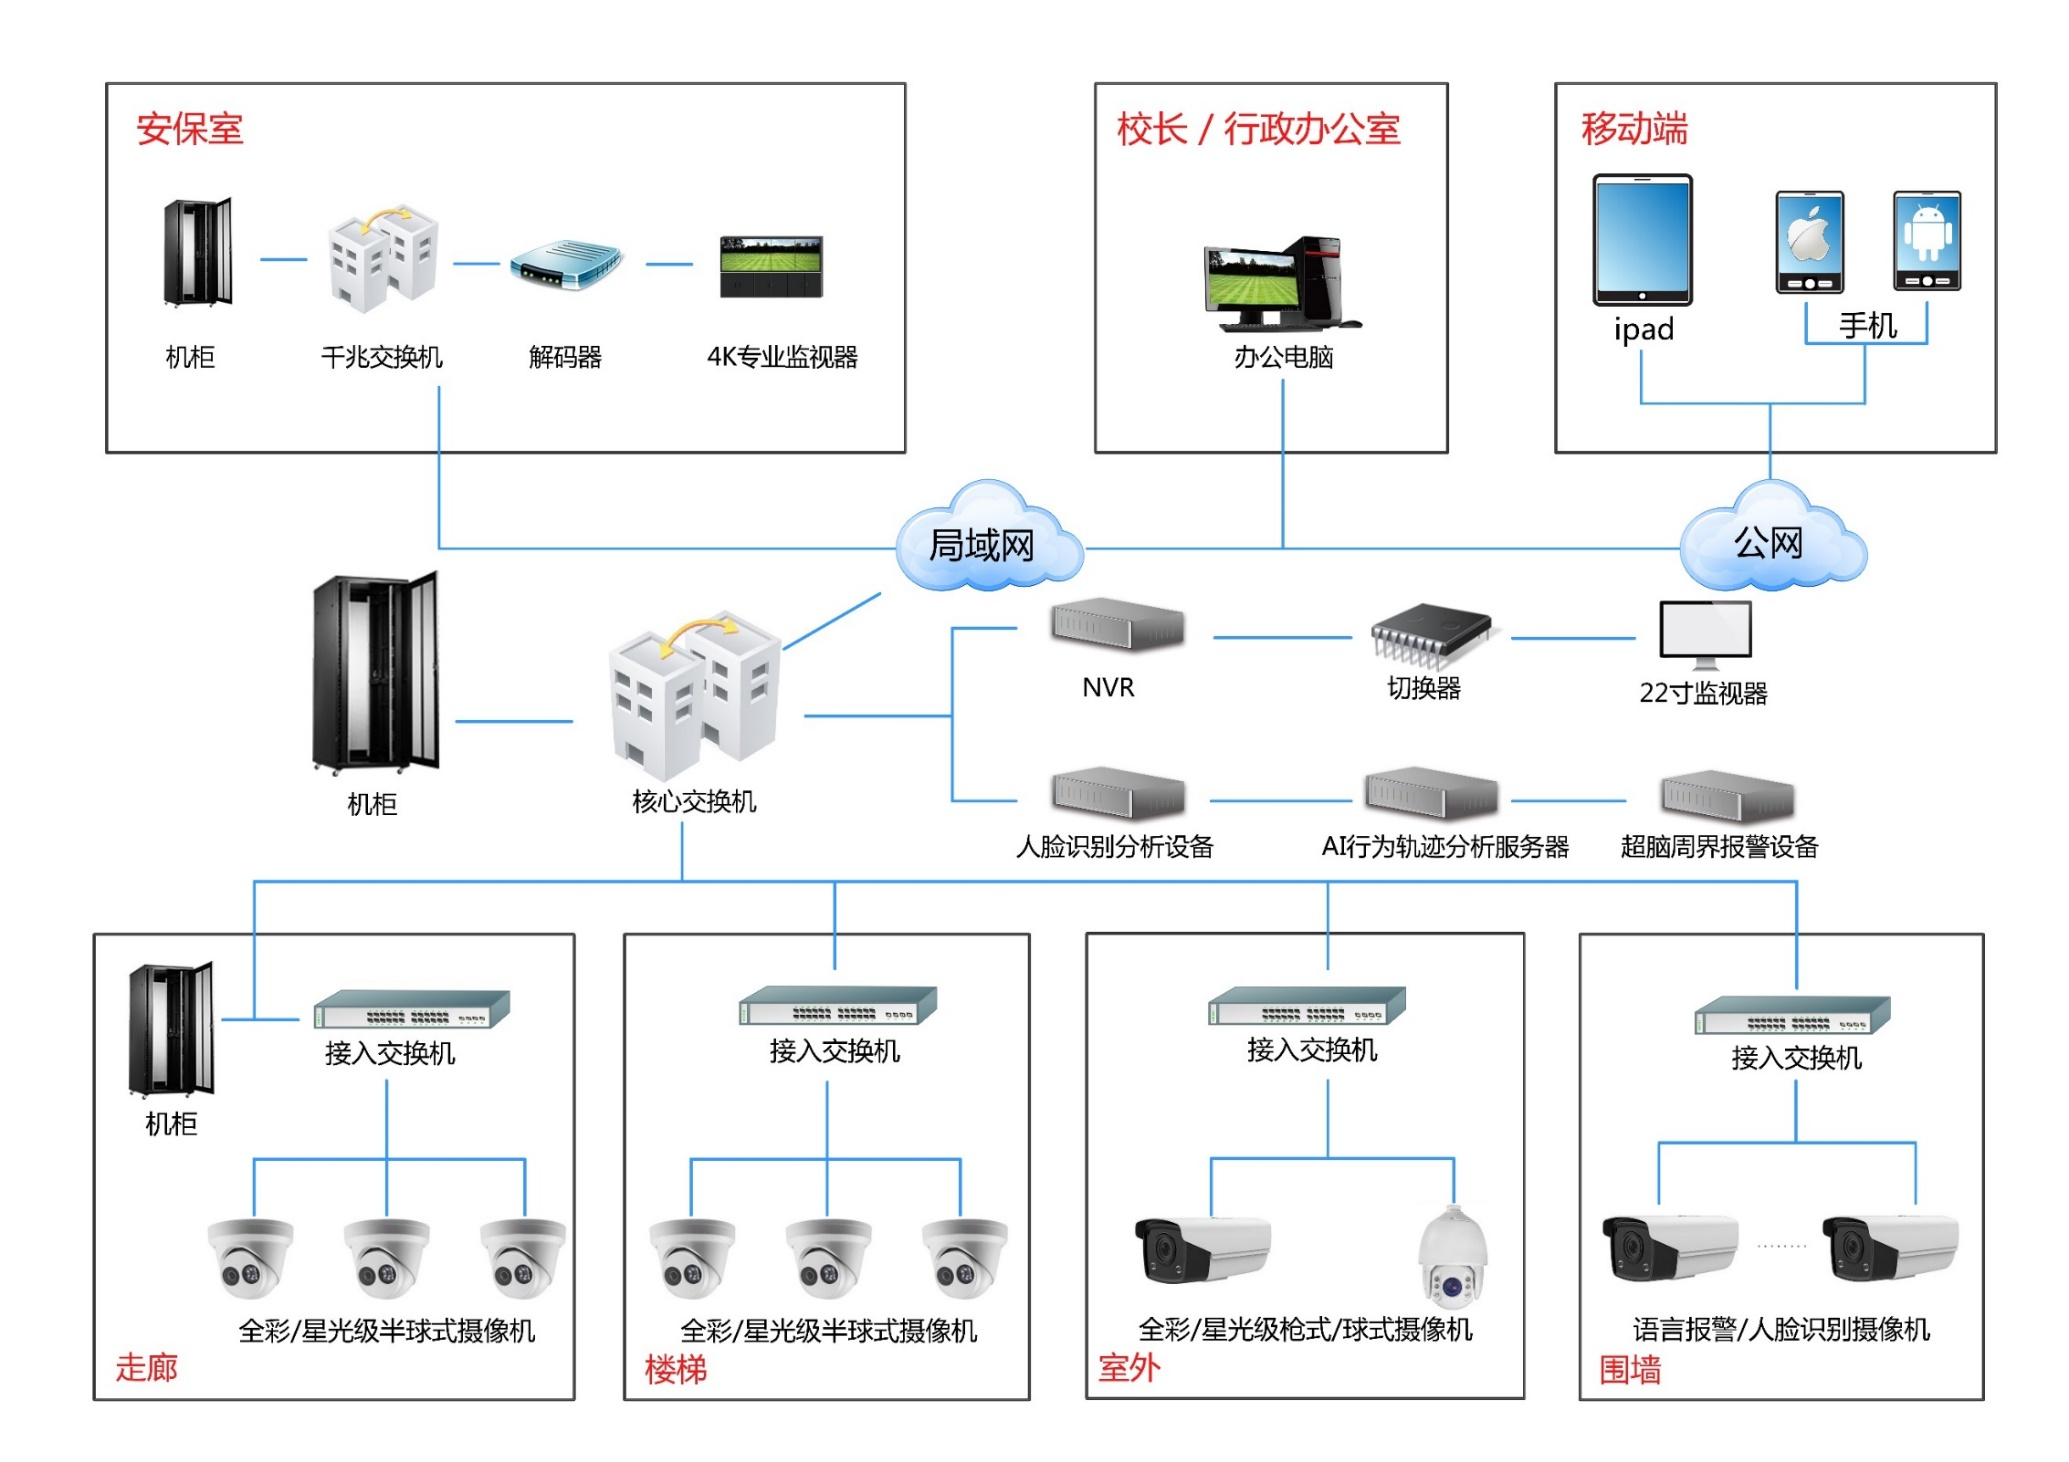 安保室
机柜
千兆交换机
解码器
4K专业监视器
校长 / 行政办公室
办公电脑
移动端
ipad
手机
局域网
公网
机柜
核心交换机
NVR
切换器
22寸监视器
人脸识别分析设备
AI行为轨迹分析服务器
超脑周界报警设备
机柜
接入交换机
全彩/星光级半球式摄像机
走廊
接入交换机
全彩/星光级半球式摄像机
楼梯
接入交换机
全彩/星光级枪式/球式摄像机
室外
接入交换机
语言报警/人脸识别摄像机
围墙